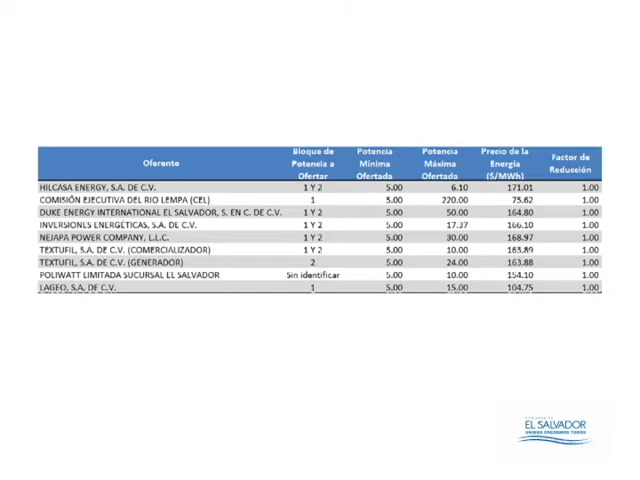 Oferente Bloque de Potencia a Ofertar Potencia Mínima Ofertada Potencia Máxima Ofertada Precio de la Energía ($/MWh) Factor de Reducción
HILCASA ENERGY, S.A. DE C.V. 1 Y 2 5.00 6.10 171.01 1.00
COMISIÓN EJECUTIVA DEL RIO LEMPA (CEL) 1 5.00 220.00 75.62 1.00
DUKE ENERGY INTERNATIONAL EL SALVADOR, S. EN C. DE C.V. 1 Y 2 5.00 50.00 164.80 1.00
INVERSIONES ENERGÉTICAS, S.A. DE C.V. 1 Y 2 5.00 17.37 166.10 1.00
NEJAPA POWER COMPANY, L.L.C. 1 Y 2 5.00 30.00 168.97 1.00
TEXTUFIL, S.A. DE C.V. (COMERCIALIZADOR) 1 Y 2 5.00 10.00 163.89 1.00
TEXTUFIL, S.A. DE C.V. (GENERADOR) 2 5.00 24.00 163.88 1.00
POLIWATT LIMITADA SUCURSAL EL SALVADOR Sin identificar 5.00 10.00 154.10 1.00
LAGEO, S.A. DE C.V. 1 5.00 15.00 104.75 1.00
GOBIERNO DE
EL SALVADOR
UNÁMONOS PARA CRECER